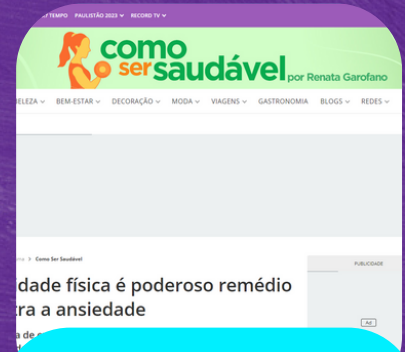 TEMPO PAULISTÃO 2023 RECORD TV
como
ser saudável por Renata Garofano
BELEZA BEM-ESTAR DECORAÇÃO MODA VIAGENS GASTRONOMIA BLOGS REDES
> Como Ser Saudável
PUBLICIDADE
idade física é poderoso remédio
tra a ansiedade
Ad